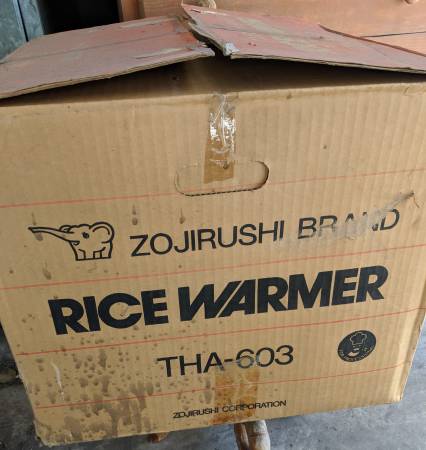 ZOJIRUSHI BRAND
RICE WARMER
THA-603
ZOJIRUSHI CORPORATION